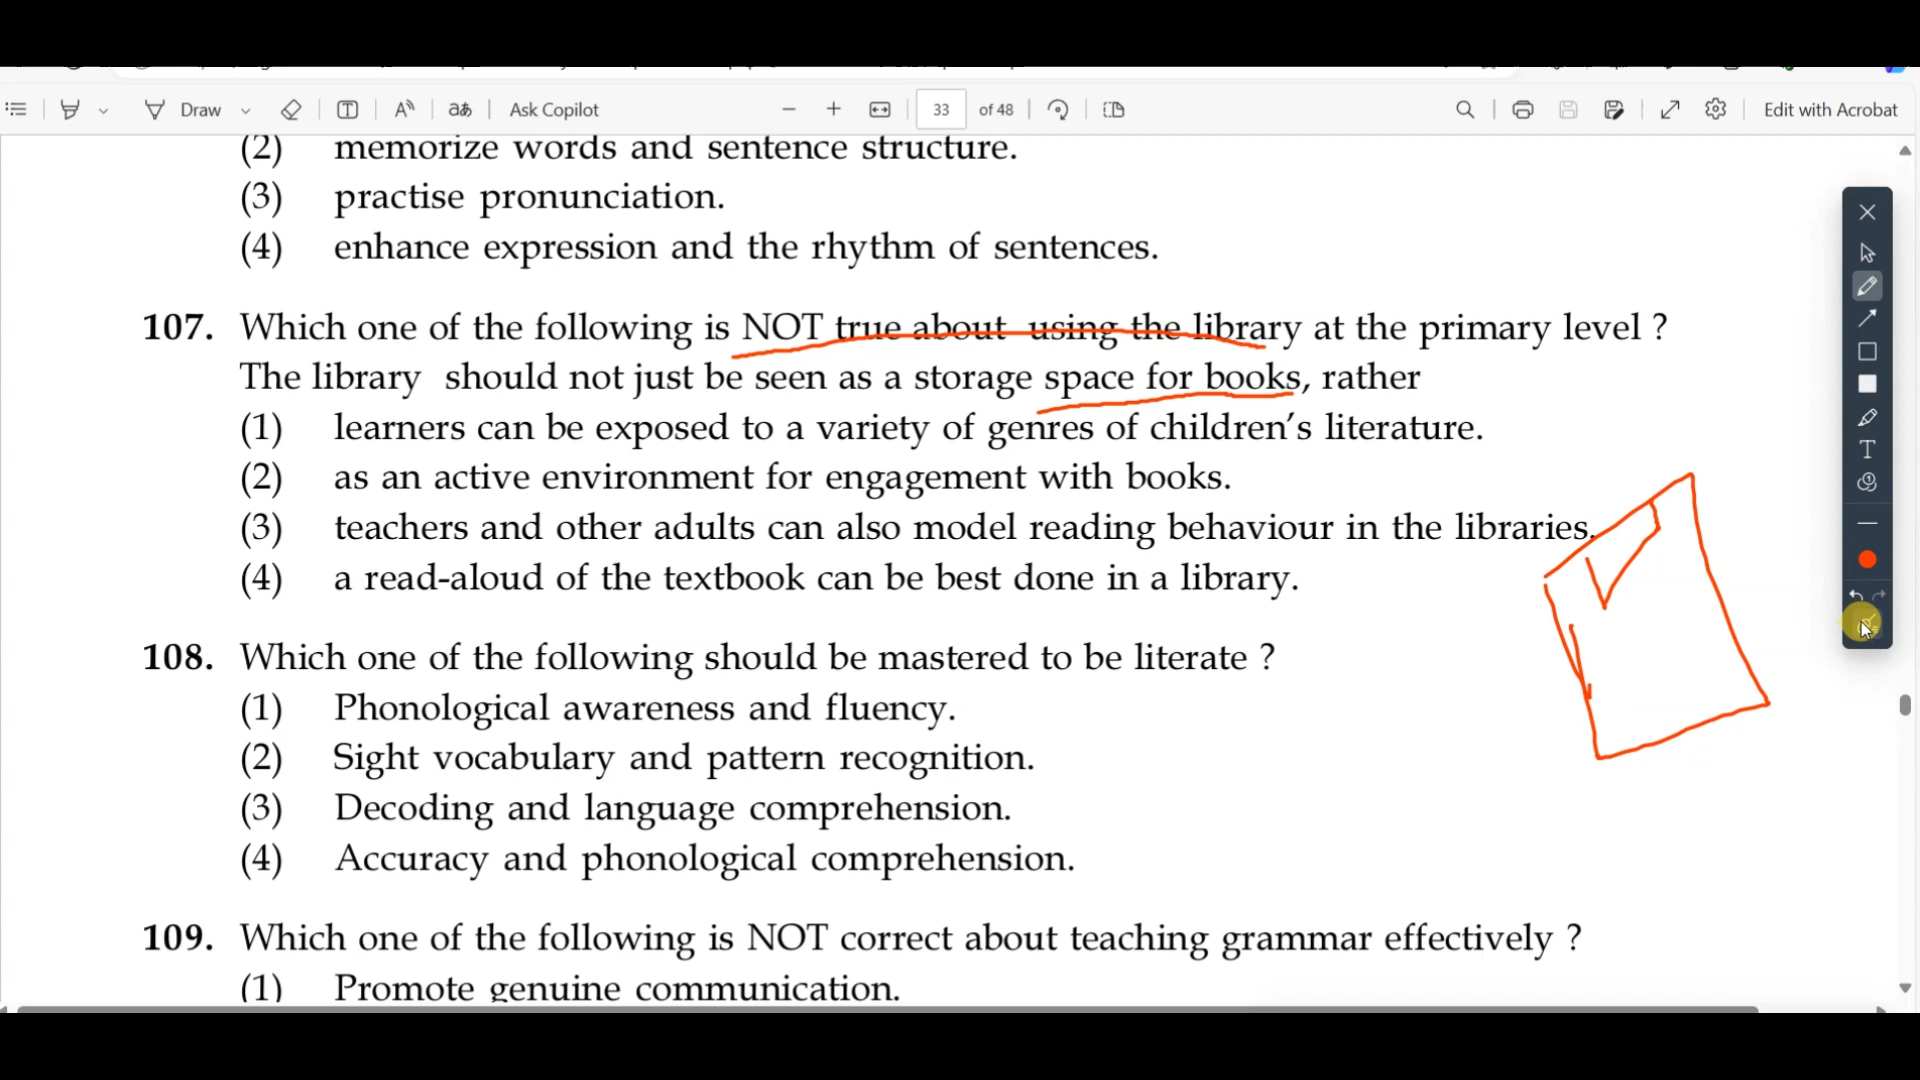 Draw
aあ
Ask Copilot
33 of 48
Edit with Acrobat
(2) memorize words and sentence structure.
(3) practise pronunciation.
(4) enhance expression and the rhythm of sentences.
107. Which one of the following is NOT true about using the library at the primary level ?
The library should not just be seen as a storage space for books, rather
(1) learners can be exposed to a variety of genres of children's literature.
(2) as an active environment for engagement with books.
(3) teachers and other adults can also model reading behaviour in the libraries.
(4) a read-aloud of the textbook can be best done in a library.
108. Which one of the following should be mastered to be literate ?
(1) Phonological awareness and fluency.
(2) Sight vocabulary and pattern recognition.
(3) Decoding and language comprehension.
(4) Accuracy and phonological comprehension.
109. Which one of the following is NOT correct about teaching grammar effectively ?
(1) Promote genuine communication.